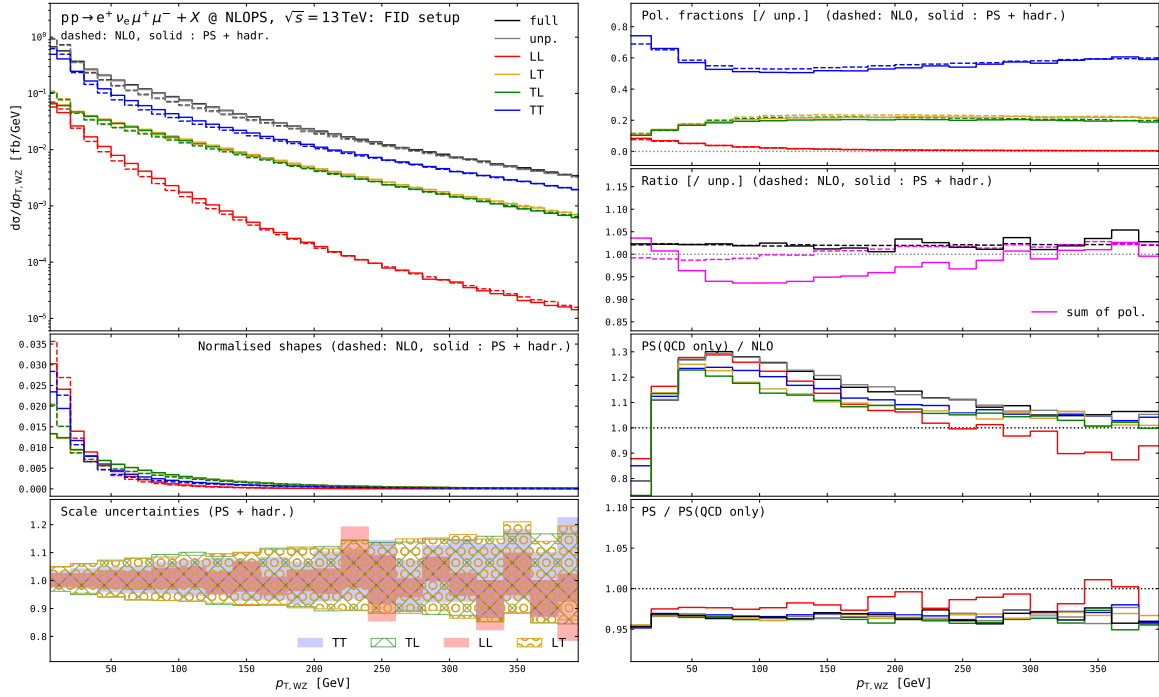 pp→e⁺νₑμ⁺μ⁻+X @ NLOPS, √s=13TeV: FID setup
dashed: NLO, solid : PS + hadr.
full
unp.
LL
LT
TL
TT
dσ/dp_T,WZ [fb/GeV]
10⁰
10⁻¹
10⁻²
10⁻³
10⁻⁴
10⁻⁵
Normalised shapes (dashed: NLO, solid : PS + hadr.)
0.035
0.030
0.025
0.020
0.015
0.010
0.005
0.000
Scale uncertainties (PS + hadr.)
1.2
1.1
1.0
0.9
0.8
TT TL LL LT
50 100 150 200 250 300 350
p_T,WZ [GeV]
Pol. fractions [/ unp.] (dashed: NLO, solid : PS + hadr.)
0.8
0.6
0.4
0.2
0.0
Ratio [/ unp.] (dashed: NLO, solid : PS + hadr.)
1.15
1.10
1.05
1.00
0.95
0.90
0.85
sum of pol.
PS(QCD only) / NLO
1.3
1.2
1.1
1.0
0.9
0.8
PS / PS(QCD only)
1.10
1.05
1.00
0.95
50 100 150 200 250 300 350
p_T,WZ [GeV]